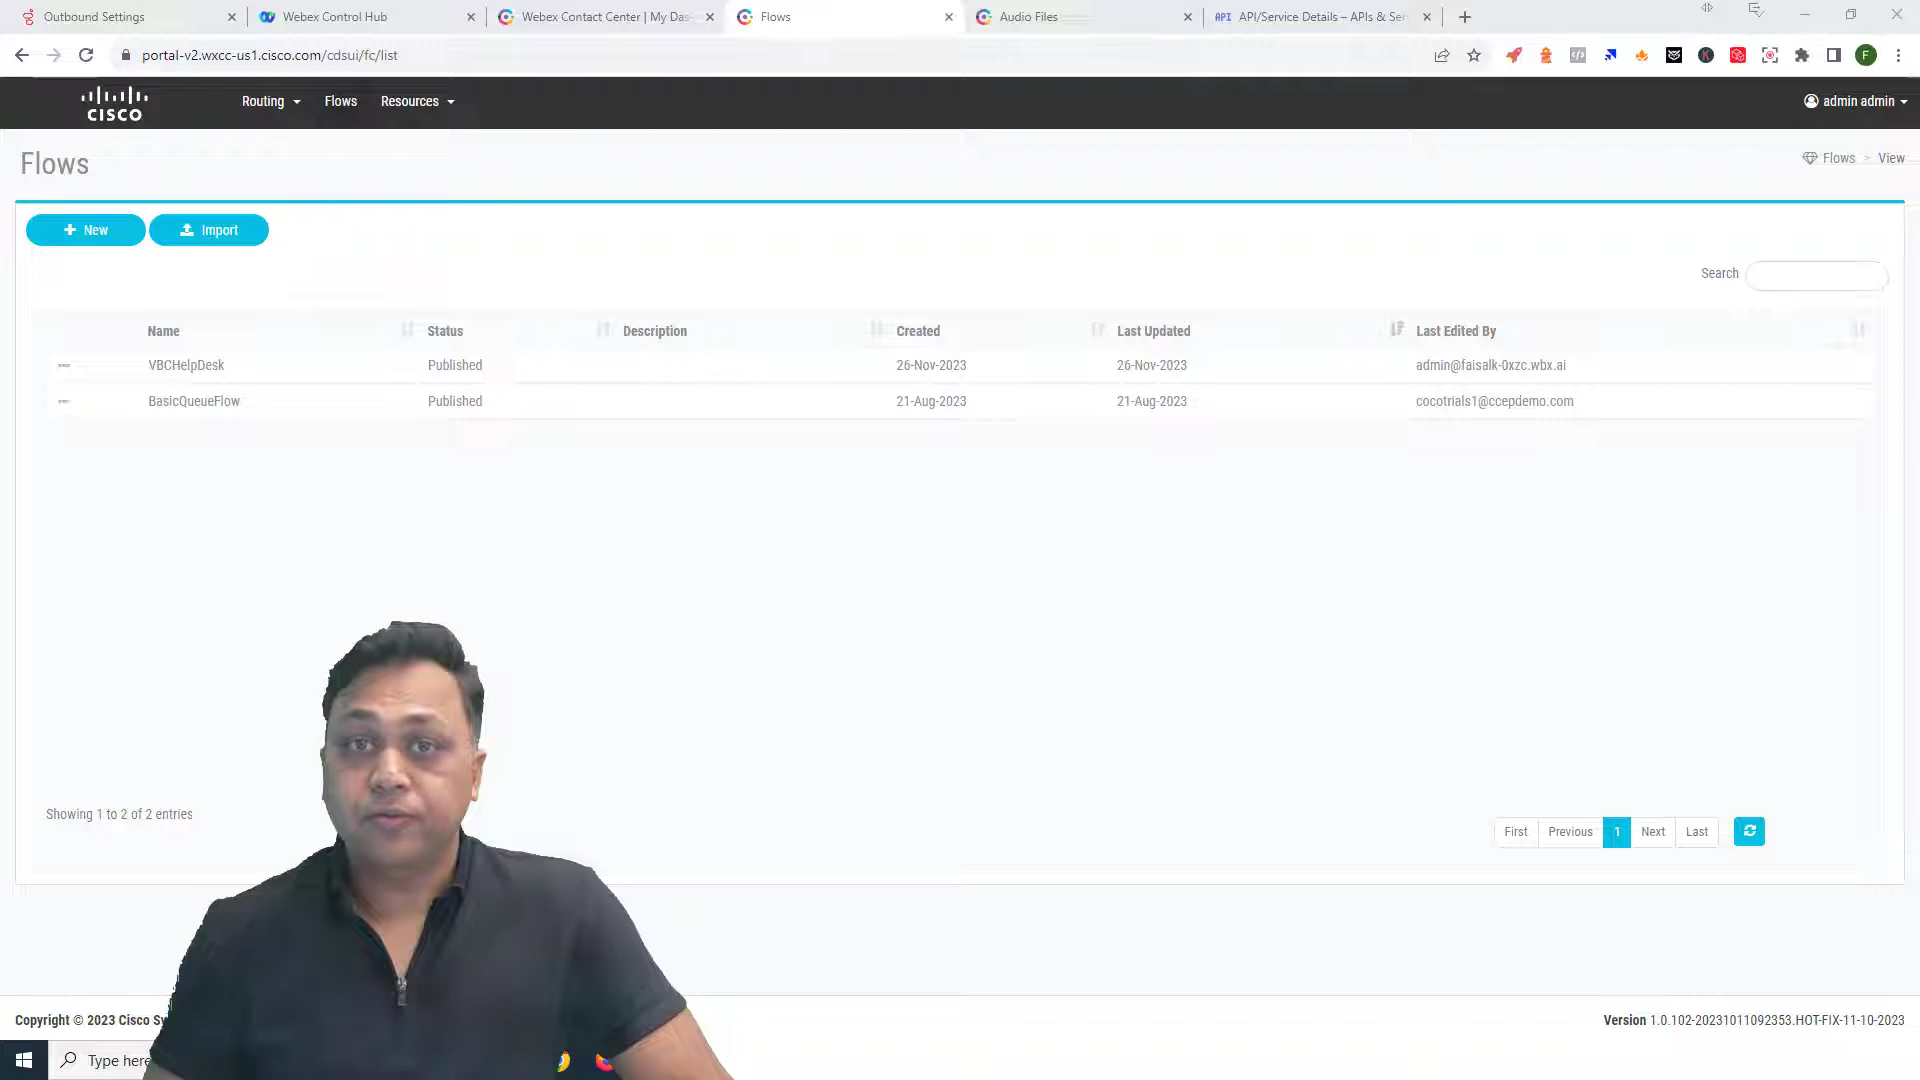 Outbound Settings
Webex Control Hub
Webex Contact Center | My Das
Flows
Audio Files
API API/Service Details – APIs & Ser
portal-v2.wxcc-us1.cisco.com/cdsui/fc/list
F
CISCO
Routing
Flows
Resources
admin admin
Flows
Flows > View
+ New
Import
Search
Name Status Description Created Last Updated Last Edited By
VBCHelpDesk Published 26-Nov-2023 26-Nov-2023 admin@faisalk-0xzc.wbx.ai
BasicQueueFlow Published 21-Aug-2023 21-Aug-2023 cocotrials1@ccepdemo.com
Showing 1 to 2 of 2 entries
First Previous 1 Next Last
Copyright © 2023 Cisco Sy
Version 1.0.102-20231011092353.HOT-FIX-11-10-2023
Type here